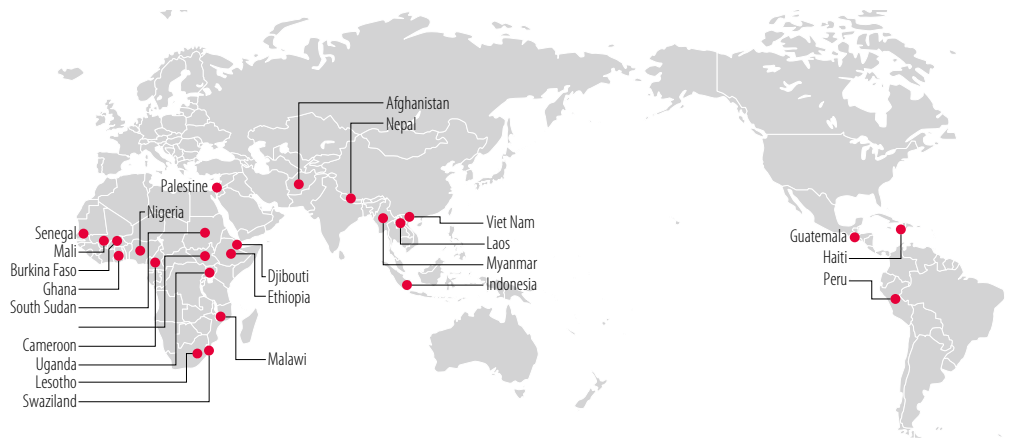 Afghanistan
Nepal
Palestine
Nigeria
Senegal
Mali
Burkina Faso
Ghana
South Sudan
Cameroon
Uganda
Lesotho
Swaziland
Djibouti
Ethiopia
Malawi
Viet Nam
Laos
Myanmar
Indonesia
Guatemala
Haiti
Peru